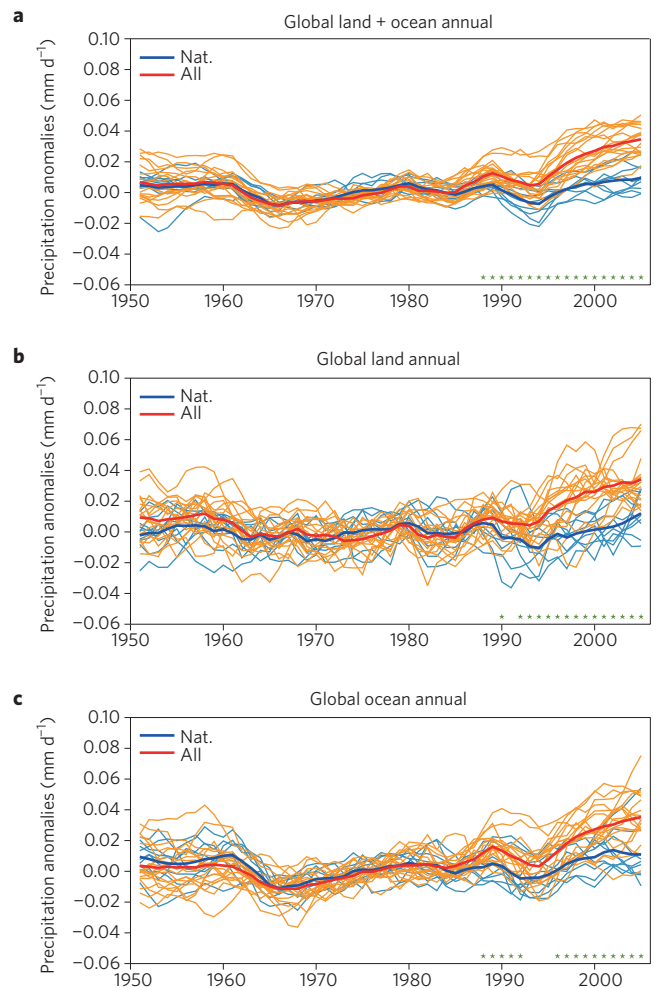 a
Global land + ocean annual
Precipitation anomalies (mm d⁻¹)
0.10
0.08
0.06
0.04
0.02
0.00
−0.02
−0.04
−0.06
Nat.
All
1950 1960 1970 1980 1990 2000
b
Global land annual
Precipitation anomalies (mm d⁻¹)
0.10
0.08
0.06
0.04
0.02
0.00
−0.02
−0.04
−0.06
Nat.
All
1950 1960 1970 1980 1990 2000
c
Global ocean annual
Precipitation anomalies (mm d⁻¹)
0.10
0.08
0.06
0.04
0.02
0.00
−0.02
−0.04
−0.06
Nat.
All
1950 1960 1970 1980 1990 2000